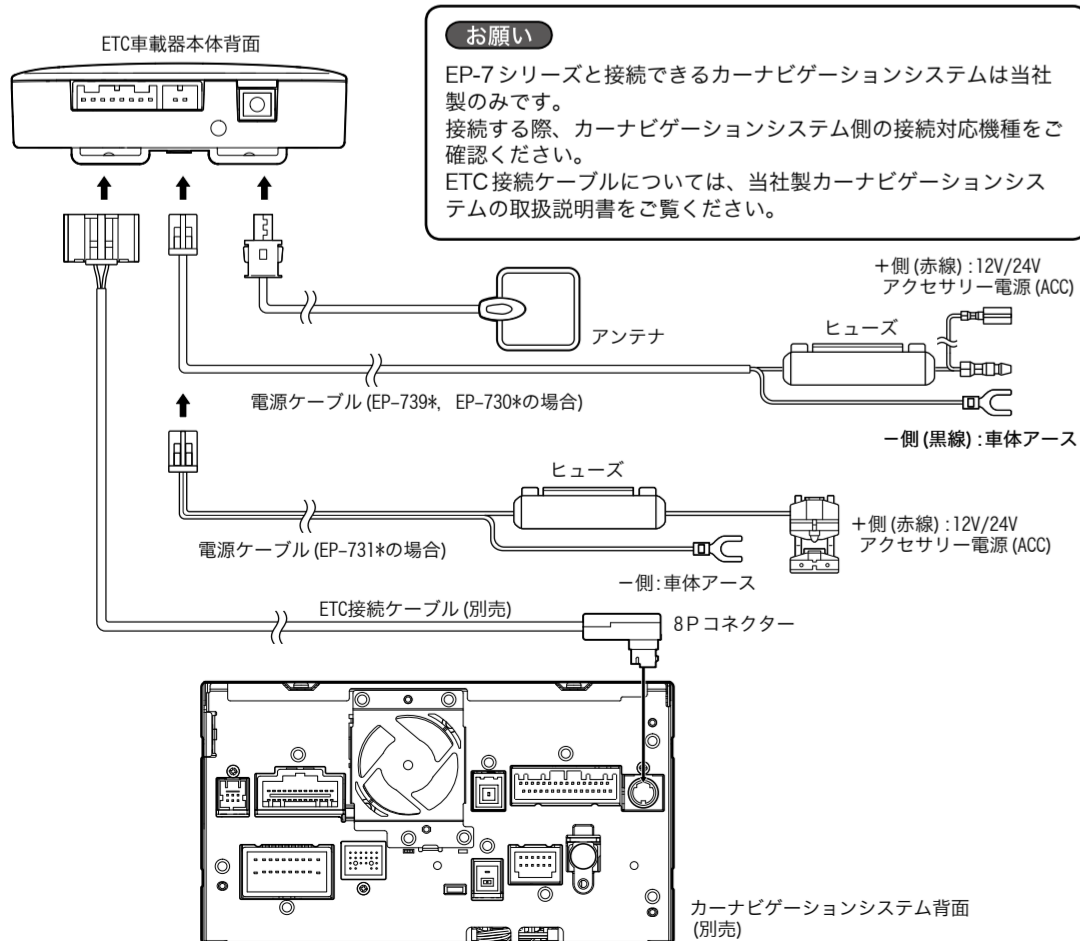 ETC車載器本体背面
お願い
EP-7シリーズと接続できるカーナビゲーションシステムは当社
製のみです。
接続する際、カーナビゲーションシステム側の接続対応機種をご
確認ください。
ETC接続ケーブルについては、当社製カーナビゲーションシス
テムの取扱説明書をご覧ください。
+側(赤線):12V/24V
アクセサリー電源(ACC)
ヒューズ
アンテナ
電源ケーブル(EP-739*, EP-730*の場合)
-側(黒線):車体アース
ヒューズ
+側(赤線):12V/24V
アクセサリー電源(ACC)
電源ケーブル(EP-731*の場合)
-側:車体アース
ETC接続ケーブル(別売)
8Pコネクター
カーナビゲーションシステム背面
(別売)